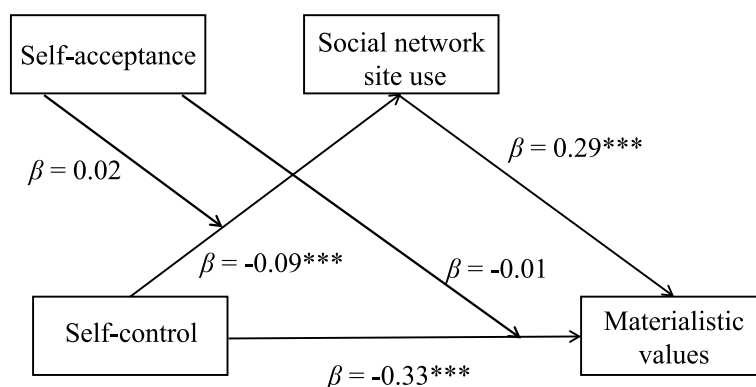 Self-acceptance
Social network
site use
β = 0.02
β = 0.29***
β = -0.09***
β = -0.01
Self-control
Materialistic
values
β = -0.33***